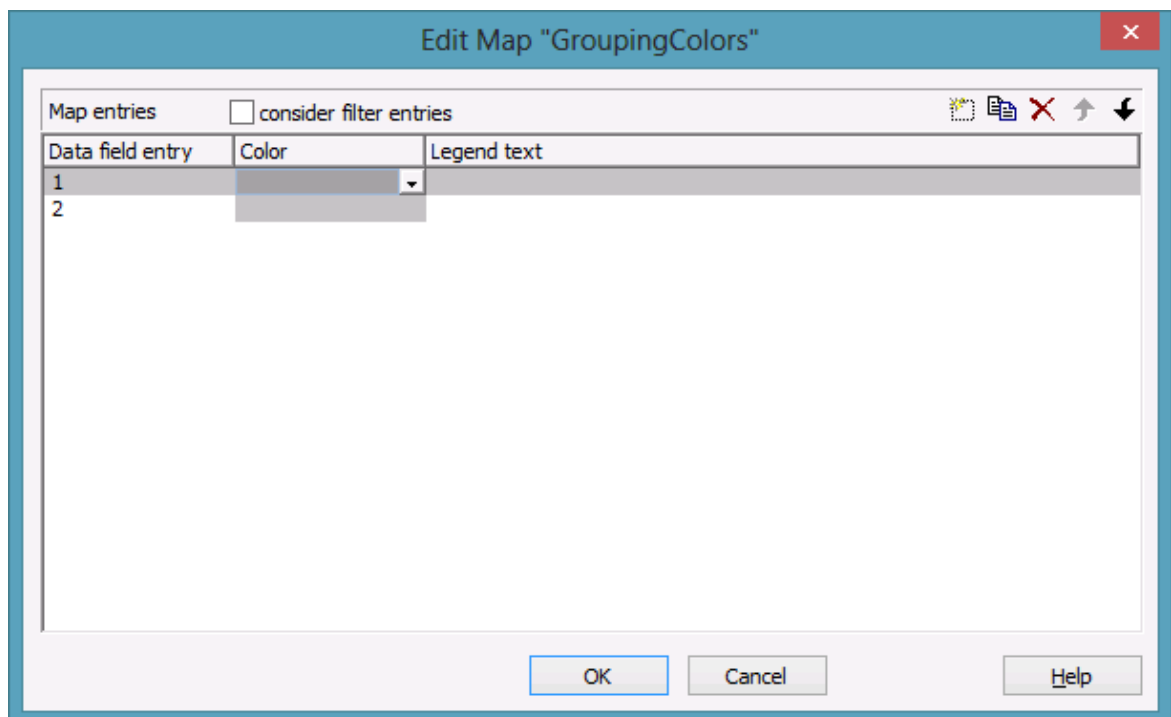 Edit Map "GroupingColors"
Map entries consider filter entries
Data field entry Color Legend text
1
2
OK Cancel Help